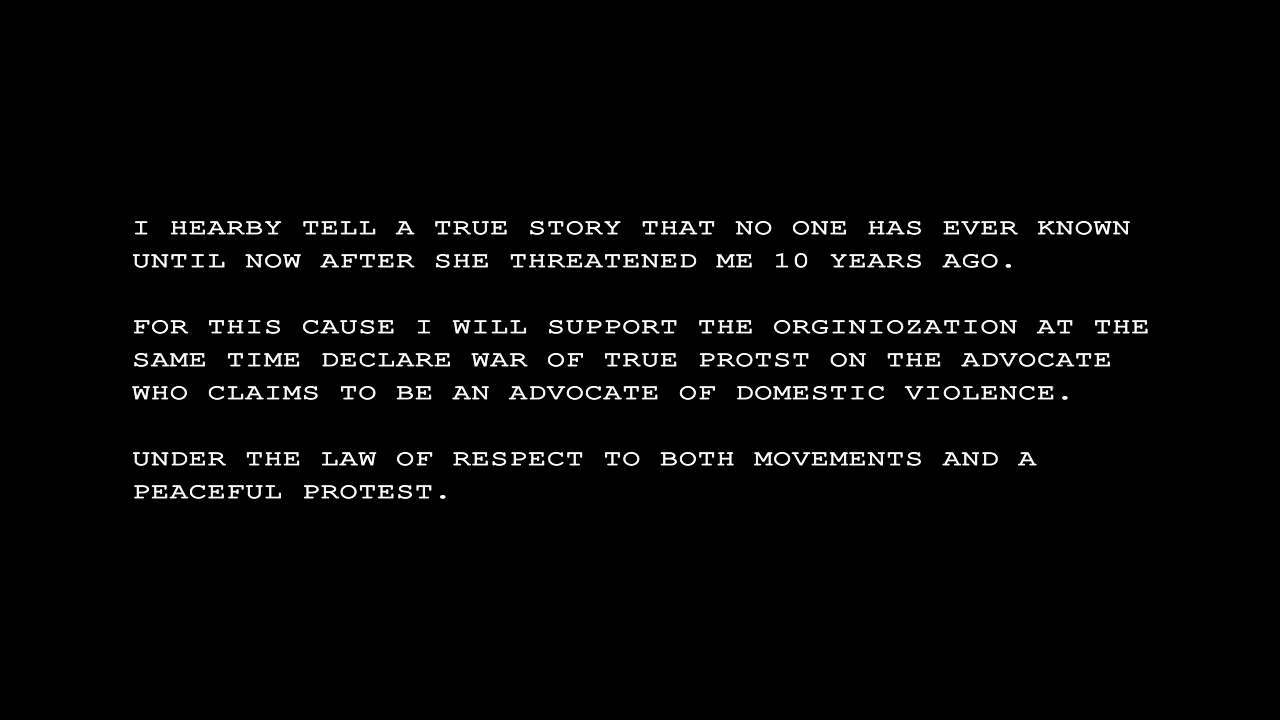 I HEARBY TELL A TRUE STORY THAT NO ONE HAS EVER KNOWN
UNTIL NOW AFTER SHE THREATENED ME 10 YEARS AGO.
FOR THIS CAUSE I WILL SUPPORT THE ORGINIOZATION AT THE
SAME TIME DECLARE WAR OF TRUE PROTST ON THE ADVOCATE
WHO CLAIMS TO BE AN ADVOCATE OF DOMESTIC VIOLENCE.
UNDER THE LAW OF RESPECT TO BOTH MOVEMENTS AND A
PEACEFUL PROTEST.